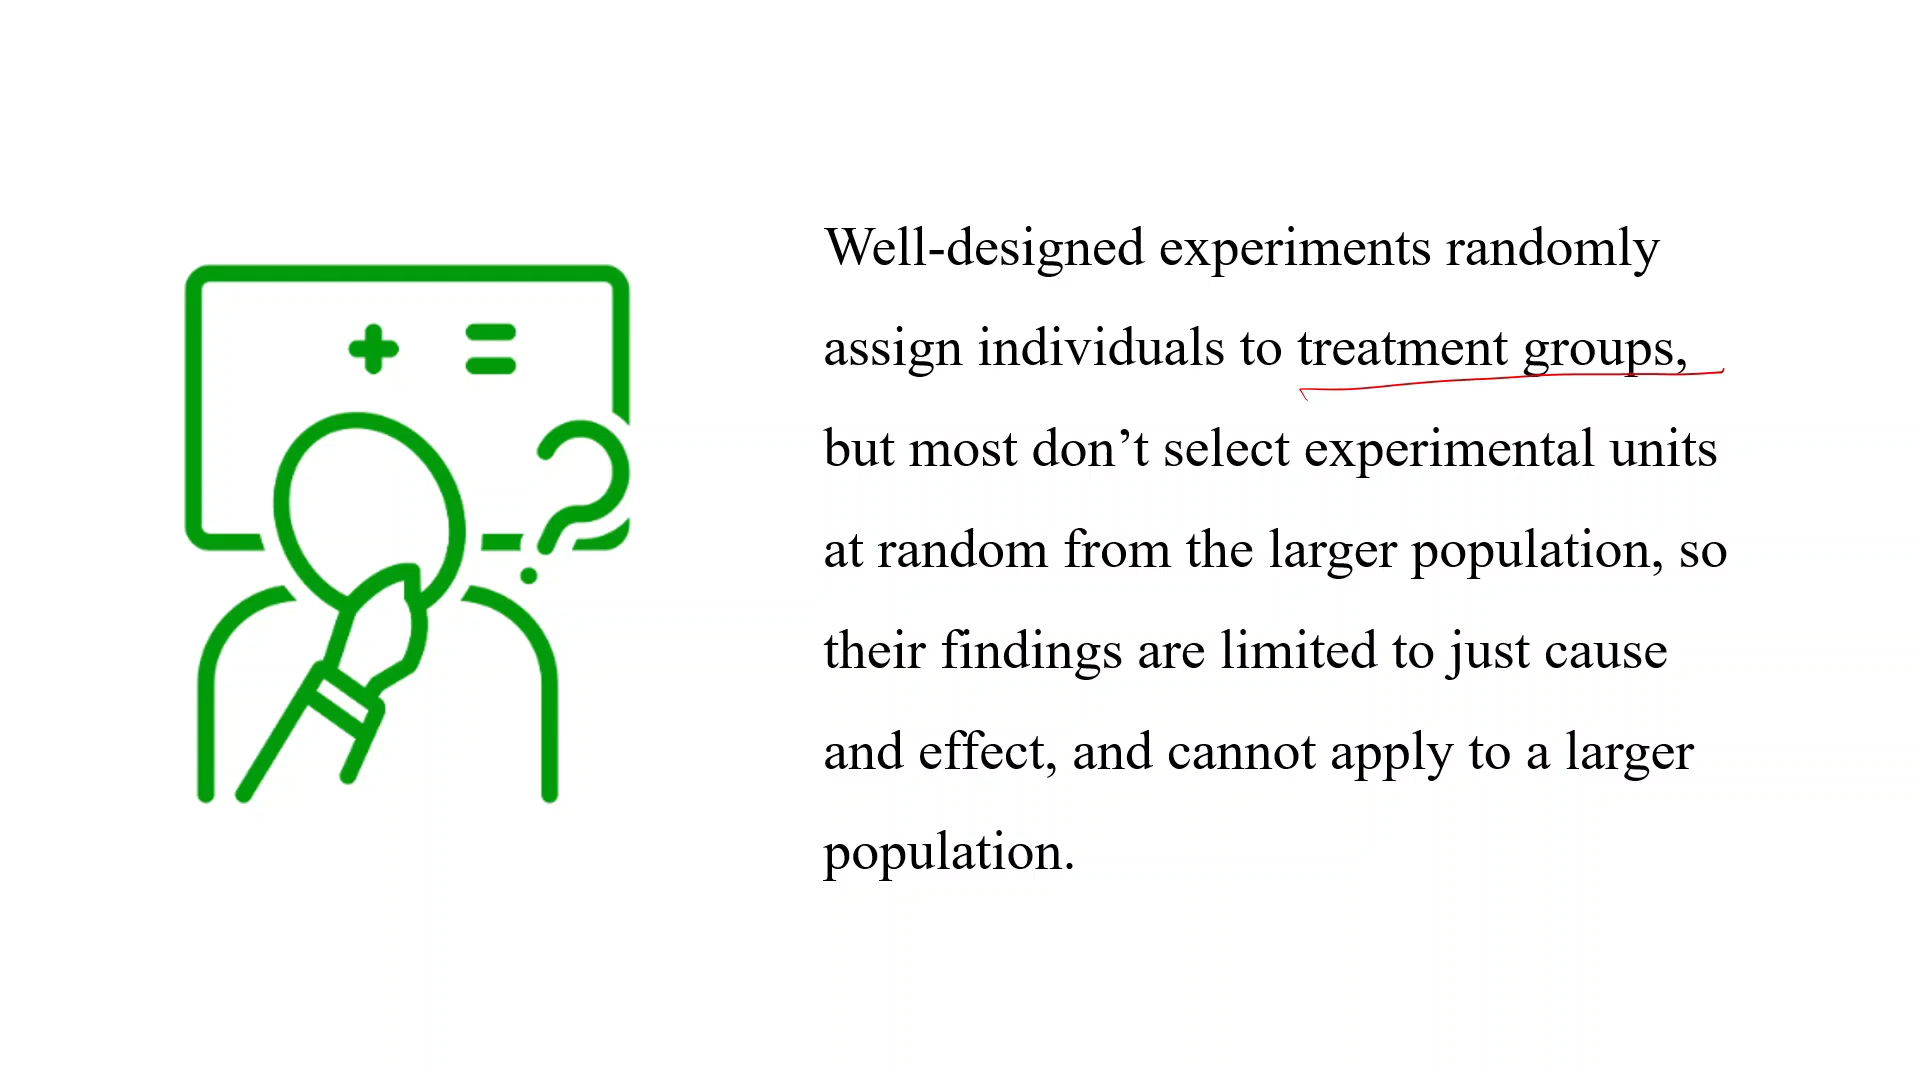 Well-designed experiments randomly
assign individuals to treatment groups,
but most don’t select experimental units
at random from the larger population, so
their findings are limited to just cause
and effect, and cannot apply to a larger
population.